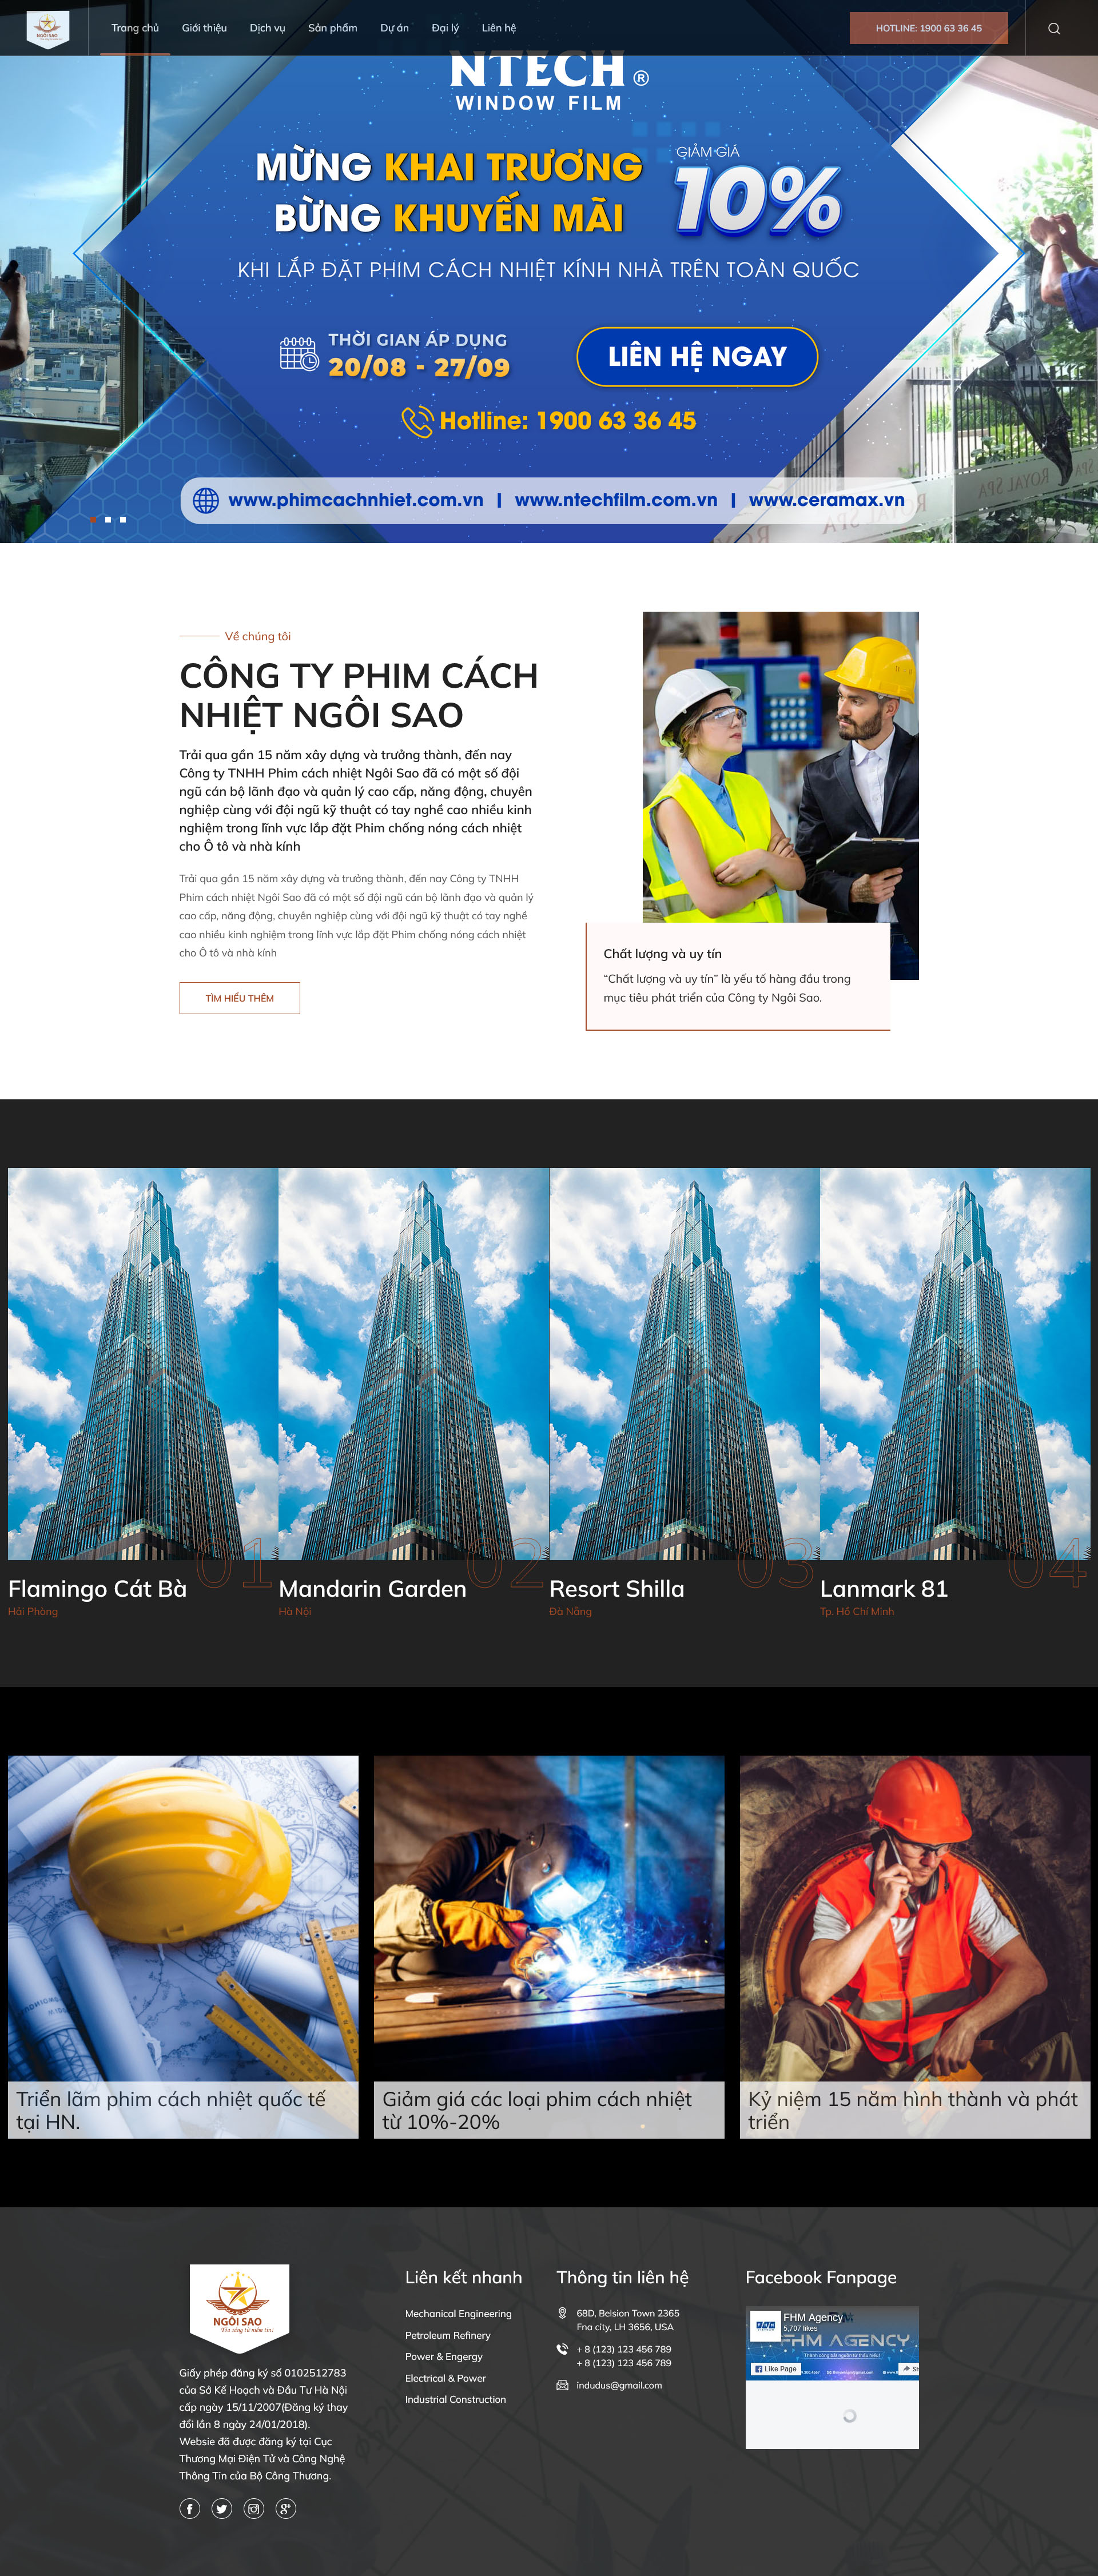 NGÔI SAO
Trang chủ
Giới thiệu
Dịch vụ
Sản phẩm
Dự án
Đại lý
Liên hệ
HOTLINE: 1900 63 36 45
NTECH ®
WINDOW FILM
MỪNG KHAI TRƯƠNG
BỪNG KHUYẾN MÃI
GIẢM GIÁ
10%
KHI LẮP ĐẶT PHIM CÁCH NHIỆT KÍNH NHÀ TRÊN TOÀN QUỐC
THỜI GIAN ÁP DỤNG
20/08 - 27/09
LIÊN HỆ NGAY
Hotline: 1900 63 36 45
www.phimcachnhiet.com.vn | www.ntechfilm.com.vn | www.ceramax.vn
ROYAL SPA
Về chúng tôi
CÔNG TY PHIM CÁCH
NHIỆT NGÔI SAO
Trải qua gần 15 năm xây dựng và trưởng thành, đến nay
Công ty TNHH Phim cách nhiệt Ngôi Sao đã có một số đội
ngũ cán bộ lãnh đạo và quản lý cao cấp, năng động, chuyên
nghiệp cùng với đội ngũ kỹ thuật có tay nghề cao nhiều kinh
nghiệm trong lĩnh vực lắp đặt Phim chống nóng cách nhiệt
cho Ô tô và nhà kính
Trải qua gần 15 năm xây dựng và trưởng thành, đến nay Công ty TNHH
Phim cách nhiệt Ngôi Sao đã có một số đội ngũ cán bộ lãnh đạo và quản lý
cao cấp, năng động, chuyên nghiệp cùng với đội ngũ kỹ thuật có tay nghề
cao nhiều kinh nghiệm trong lĩnh vực lắp đặt Phim chống nóng cách nhiệt
cho Ô tô và nhà kính
TÌM HIỂU THÊM
Chất lượng và uy tín
“Chất lượng và uy tín” là yếu tố hàng đầu trong
mục tiêu phát triển của Công ty Ngôi Sao.
01
Flamingo Cát Bà
Hải Phòng
02
Mandarin Garden
Hà Nội
03
Resort Shilla
Đà Nẵng
04
Lanmark 81
Tp. Hồ Chí Minh
Triển lãm phim cách nhiệt quốc tế
tại HN.
Giảm giá các loại phim cách nhiệt
từ 10%-20%
Kỷ niệm 15 năm hình thành và phát
triển
NGÔI SAO
Tỏa sáng từ niềm tin!
Giấy phép đăng ký số 0102512783
của Sở Kế Hoạch và Đầu Tư Hà Nội
cấp ngày 15/11/2007(Đăng ký thay
đổi lần 8 ngày 24/01/2018).
Websie đã được đăng ký tại Cục
Thương Mại Điện Tử và Công Nghệ
Thông Tin của Bộ Công Thương.
Liên kết nhanh
Mechanical Engineering
Petroleum Refinery
Power & Engergy
Electrical & Power
Industrial Construction
Thông tin liên hệ
68D, Belsion Town 2365
Fna city, LH 3656, USA
+ 8 (123) 123 456 789
+ 8 (123) 123 456 789
indudus@gmail.com
Facebook Fanpage
FHM Agency
5,707 likes
FHM AGENCY
Like Page
Sh